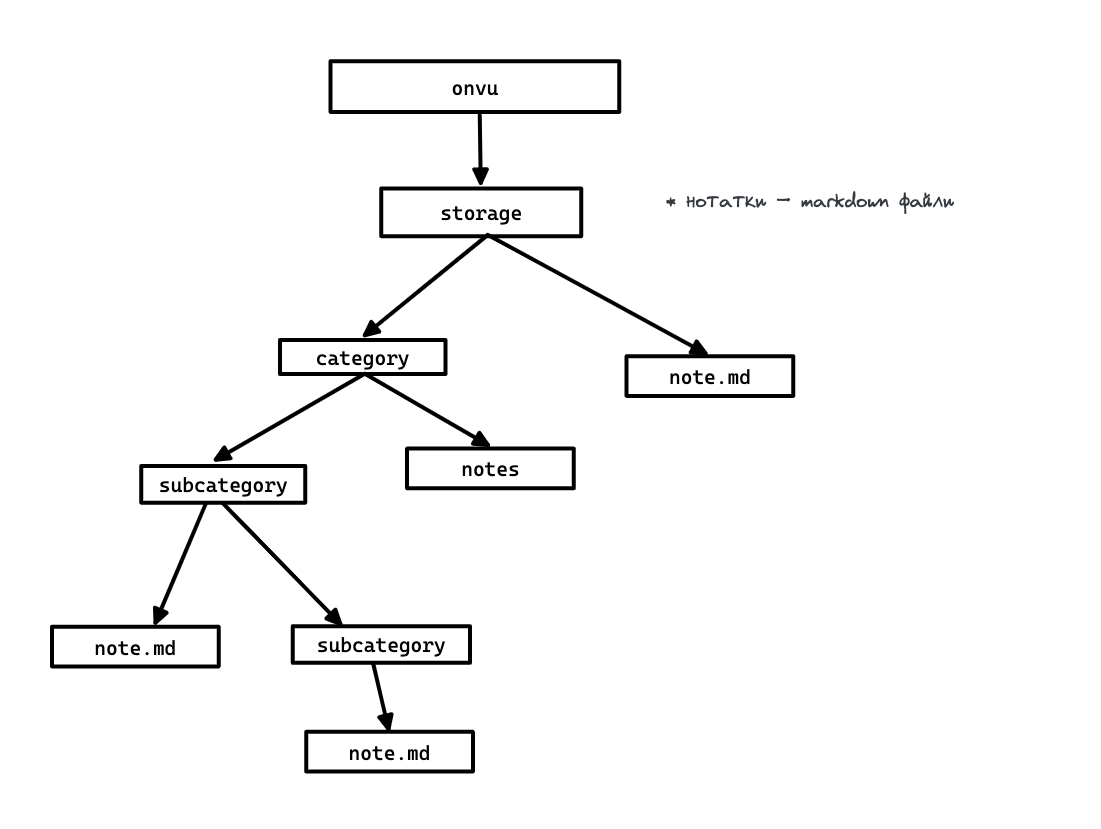 onvu
storage
* нотатки - markdown файли
category
note.md
notes
subcategory
note.md
subcategory
note.md